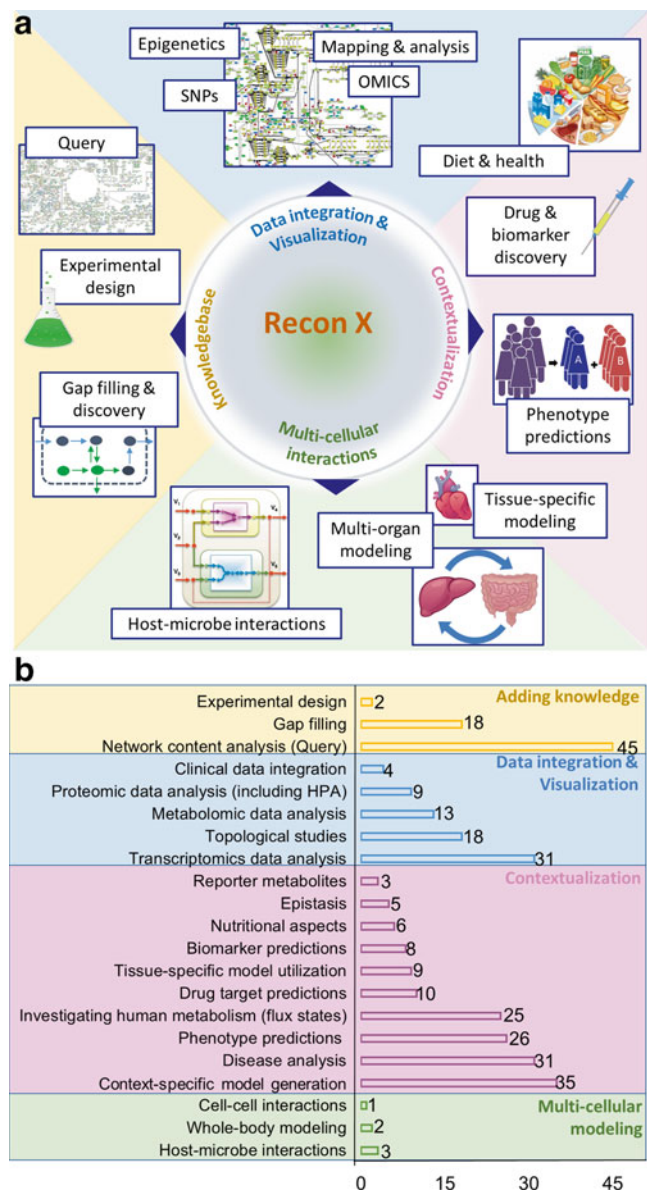 a
Epigenetics
Mapping & analysis
SNPs
OMICS
Query
Diet & health
Data integration &
Visualization
Drug &
biomarker
discovery
Experimental
design
Knowledgebase
Recon X
Contextualization
A
B
Phenotype
predictions
Gap filling &
discovery
Multi-cellular
interactions
Tissue-specific
modeling
Multi-organ
modeling
Host-microbe interactions
b
Adding knowledge
Experimental design 2
Gap filling 18
Network content analysis (Query) 45
Data integration &
Visualization
Clinical data integration 4
Proteomic data analysis (including HPA) 9
Metabolomic data analysis 13
Topological studies 18
Transcriptomics data analysis 31
Contextualization
Reporter metabolites 3
Epistasis 5
Nutritional aspects 6
Biomarker predictions 8
Tissue-specific model utilization 9
Drug target predictions 10
Investigating human metabolism (flux states) 25
Phenotype predictions 26
Disease analysis 31
Context-specific model generation 35
Multi-cellular
modeling
Cell-cell interactions 1
Whole-body modeling 2
Host-microbe interactions 3
0 15 30 45